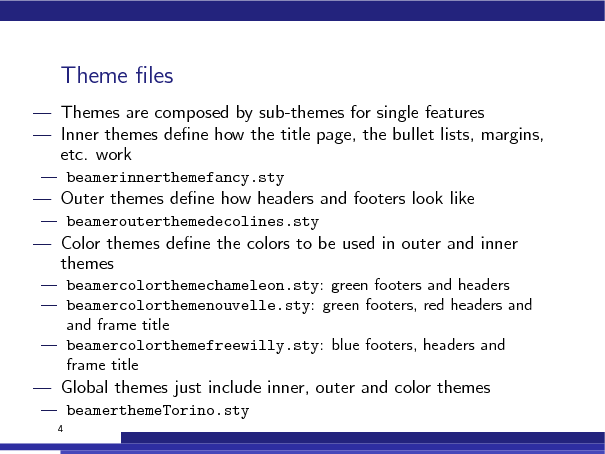 Theme files
— Themes are composed by sub-themes for single features
— Inner themes define how the title page, the bullet lists, margins,
etc. work
— beamerinnerthemefancy.sty
— Outer themes define how headers and footers look like
— beamerouterthemedecolines.sty
— Color themes define the colors to be used in outer and inner
themes
— beamercolorthemechameleon.sty: green footers and headers
— beamercolorthemenouvelle.sty: green footers, red headers and
and frame title
— beamercolorthemefreewilly.sty: blue footers, headers and
frame title
— Global themes just include inner, outer and color themes
— beamerthemeTorino.sty
4